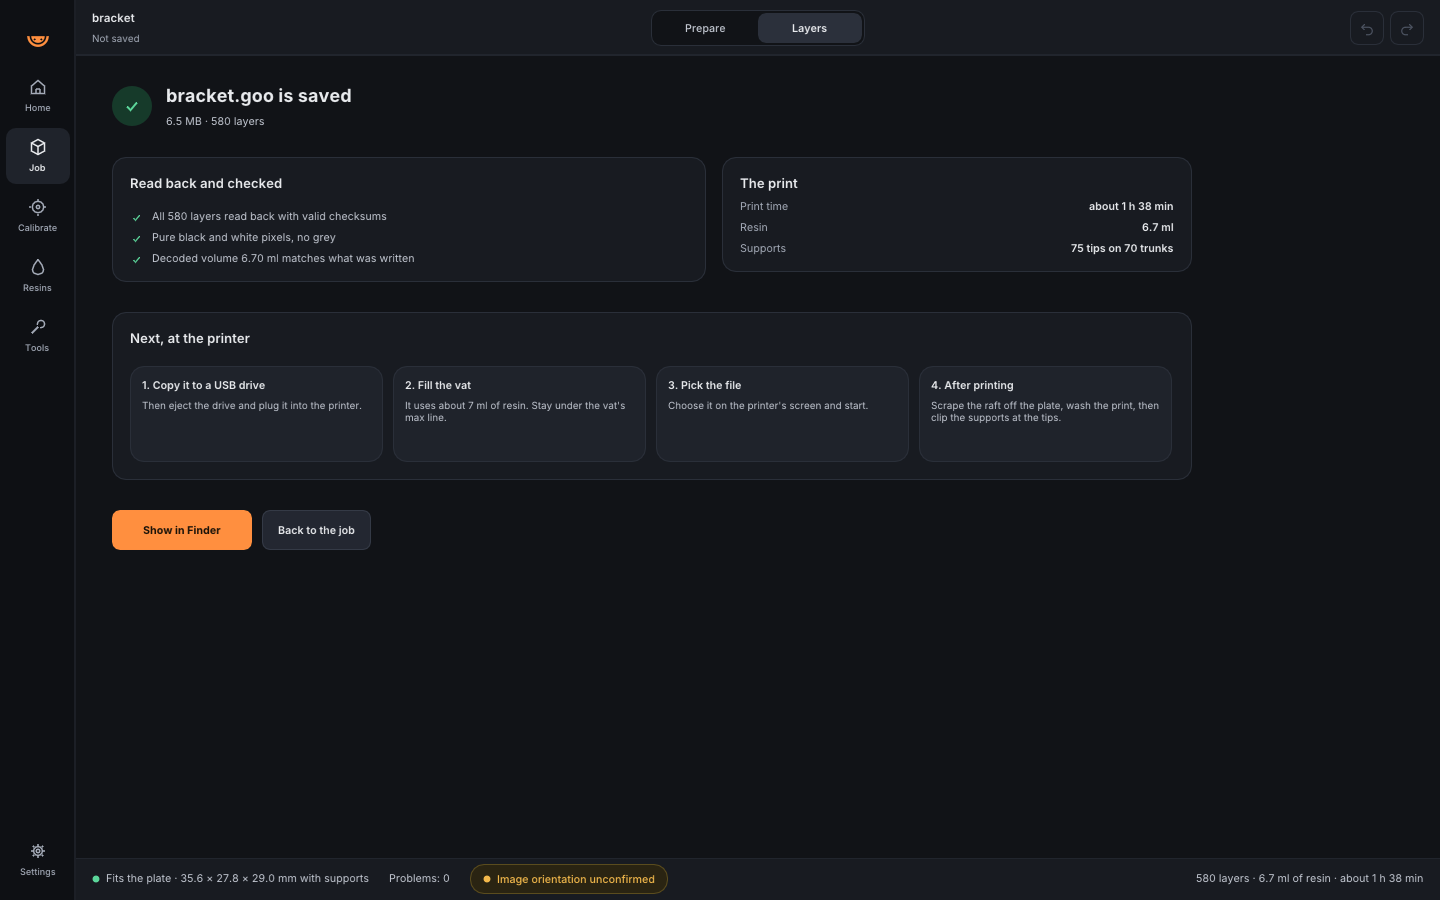 bracket
Not saved
Prepare
Layers
Home
Job
Calibrate
Resins
Tools
Settings
bracket.goo is saved
6.5 MB · 580 layers
Read back and checked
All 580 layers read back with valid checksums
Pure black and white pixels, no grey
Decoded volume 6.70 ml matches what was written
The print
Print time about 1 h 38 min
Resin 6.7 ml
Supports 75 tips on 70 trunks
Next, at the printer
1. Copy it to a USB drive
Then eject the drive and plug it into the printer.
2. Fill the vat
It uses about 7 ml of resin. Stay under the vat's
max line.
3. Pick the file
Choose it on the printer's screen and start.
4. After printing
Scrape the raft off the plate, wash the print, then
clip the supports at the tips.
Show in Finder
Back to the job
Fits the plate · 35.6 × 27.8 × 29.0 mm with supports
Problems: 0
Image orientation unconfirmed
580 layers · 6.7 ml of resin · about 1 h 38 min